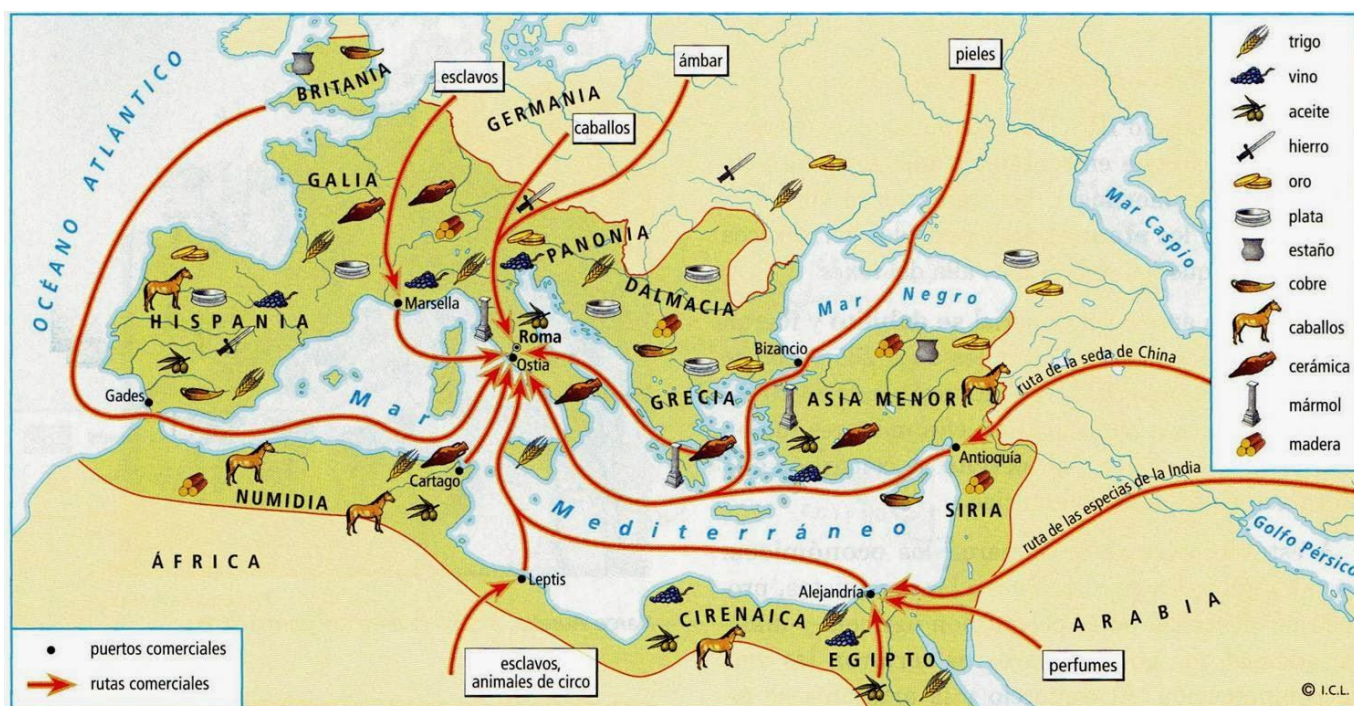 BRITANIA
OCÉANO ATLÁNTICO
esclavos
ámbar
pieles
GERMANIA
caballos
GALIA
PANONIA
DALMACIA
Mar Caspio
Mar Negro
HISPANIA
Marsella
Roma
Ostia
Bizancio
Gades
GRECIA
ASIA MENOR
ruta de la seda de China
Antioquía
Mar Mediterráneo
Cartago
NUMIDIA
SIRIA
ruta de las especias de la India
Golfo Pérsico
ÁFRICA
Leptis
Alejandría
CIRENAICA
ARABIA
EGIPTO
esclavos,
animales de circo
perfumes
trigo
vino
aceite
hierro
oro
plata
estaño
cobre
caballos
cerámica
mármol
madera
puertos comerciales
rutas comerciales
© I.C.L.